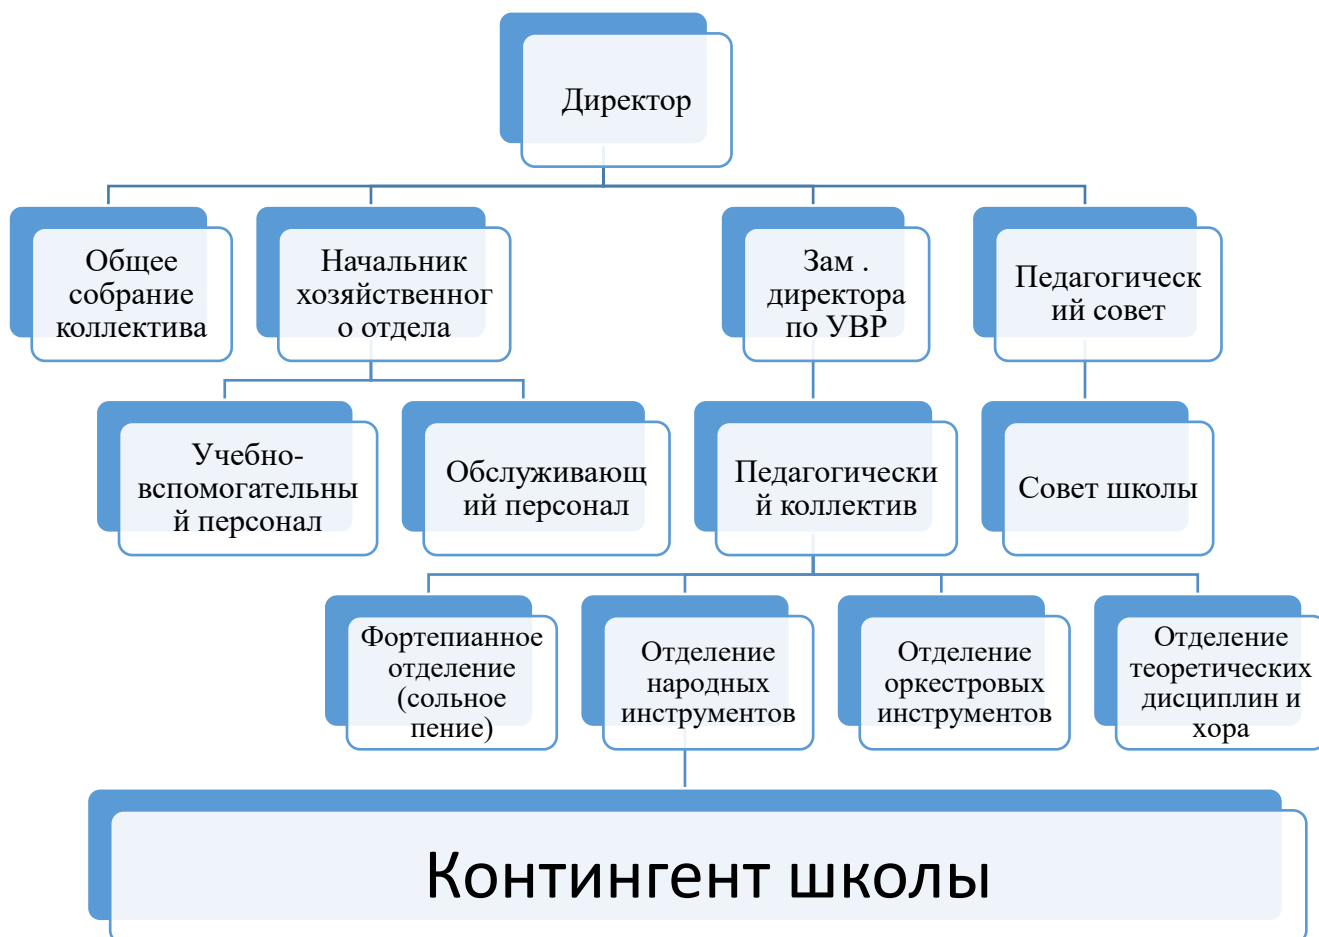 Директор
Общее
собрание
коллектива
Начальник
хозяйственног
о отдела
Зам .
директора
по УВР
Педагогическ
ий совет
Учебно-
вспомогательны
й персонал
Обслуживающ
ий персонал
Педагогически
й коллектив
Совет школы
Фортепианное
отделение
(сольное
пение)
Отделение
народных
инструментов
Отделение
оркестровых
инструментов
Отделение
теоретических
дисциплин и
хора
Контингент школы